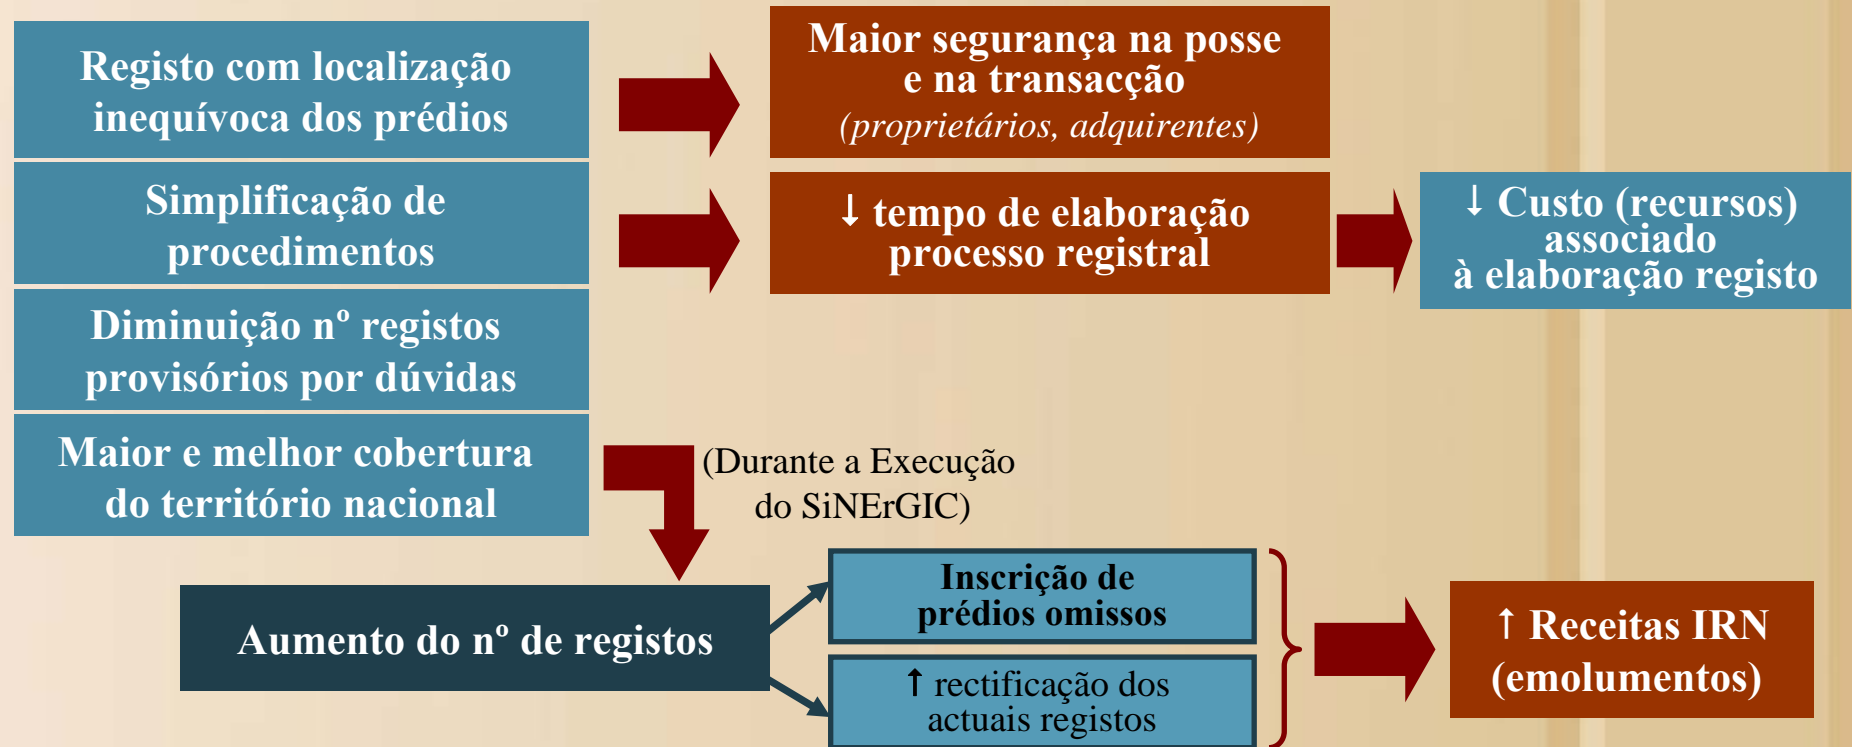 Registo com localização
inequívoca dos prédios
Maior segurança na posse
e na transacção
(proprietários, adquirentes)
Simplificação de
procedimentos
↓ tempo de elaboração
processo registral
↓ Custo (recursos)
associado
à elaboração registo
Diminuição nº registos
provisórios por dúvidas
Maior e melhor cobertura
do território nacional
(Durante a Execução
do SiNErGIC)
Aumento do nº de registos
Inscrição de
prédios omissos
↑ rectificação dos
actuais registos
↑ Receitas IRN
(emolumentos)